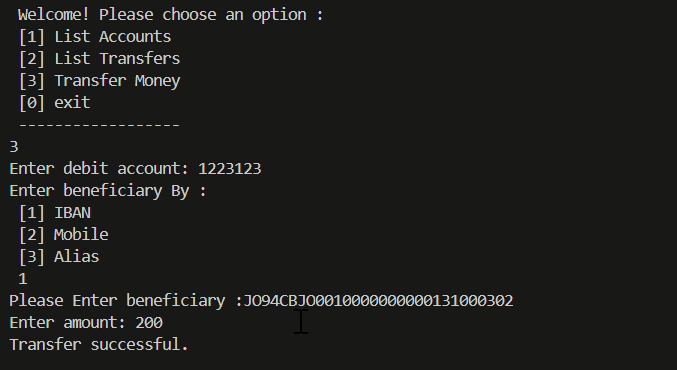 Welcome! Please choose an option :
[1] List Accounts
[2] List Transfers
[3] Transfer Money
[0] exit
------------------
3
Enter debit account: 1223123
Enter beneficiary By :
[1] IBAN
[2] Mobile
[3] Alias
1
Please Enter beneficiary :JO94CBJO0010000000000131000302
Enter amount: 200
Transfer successful.